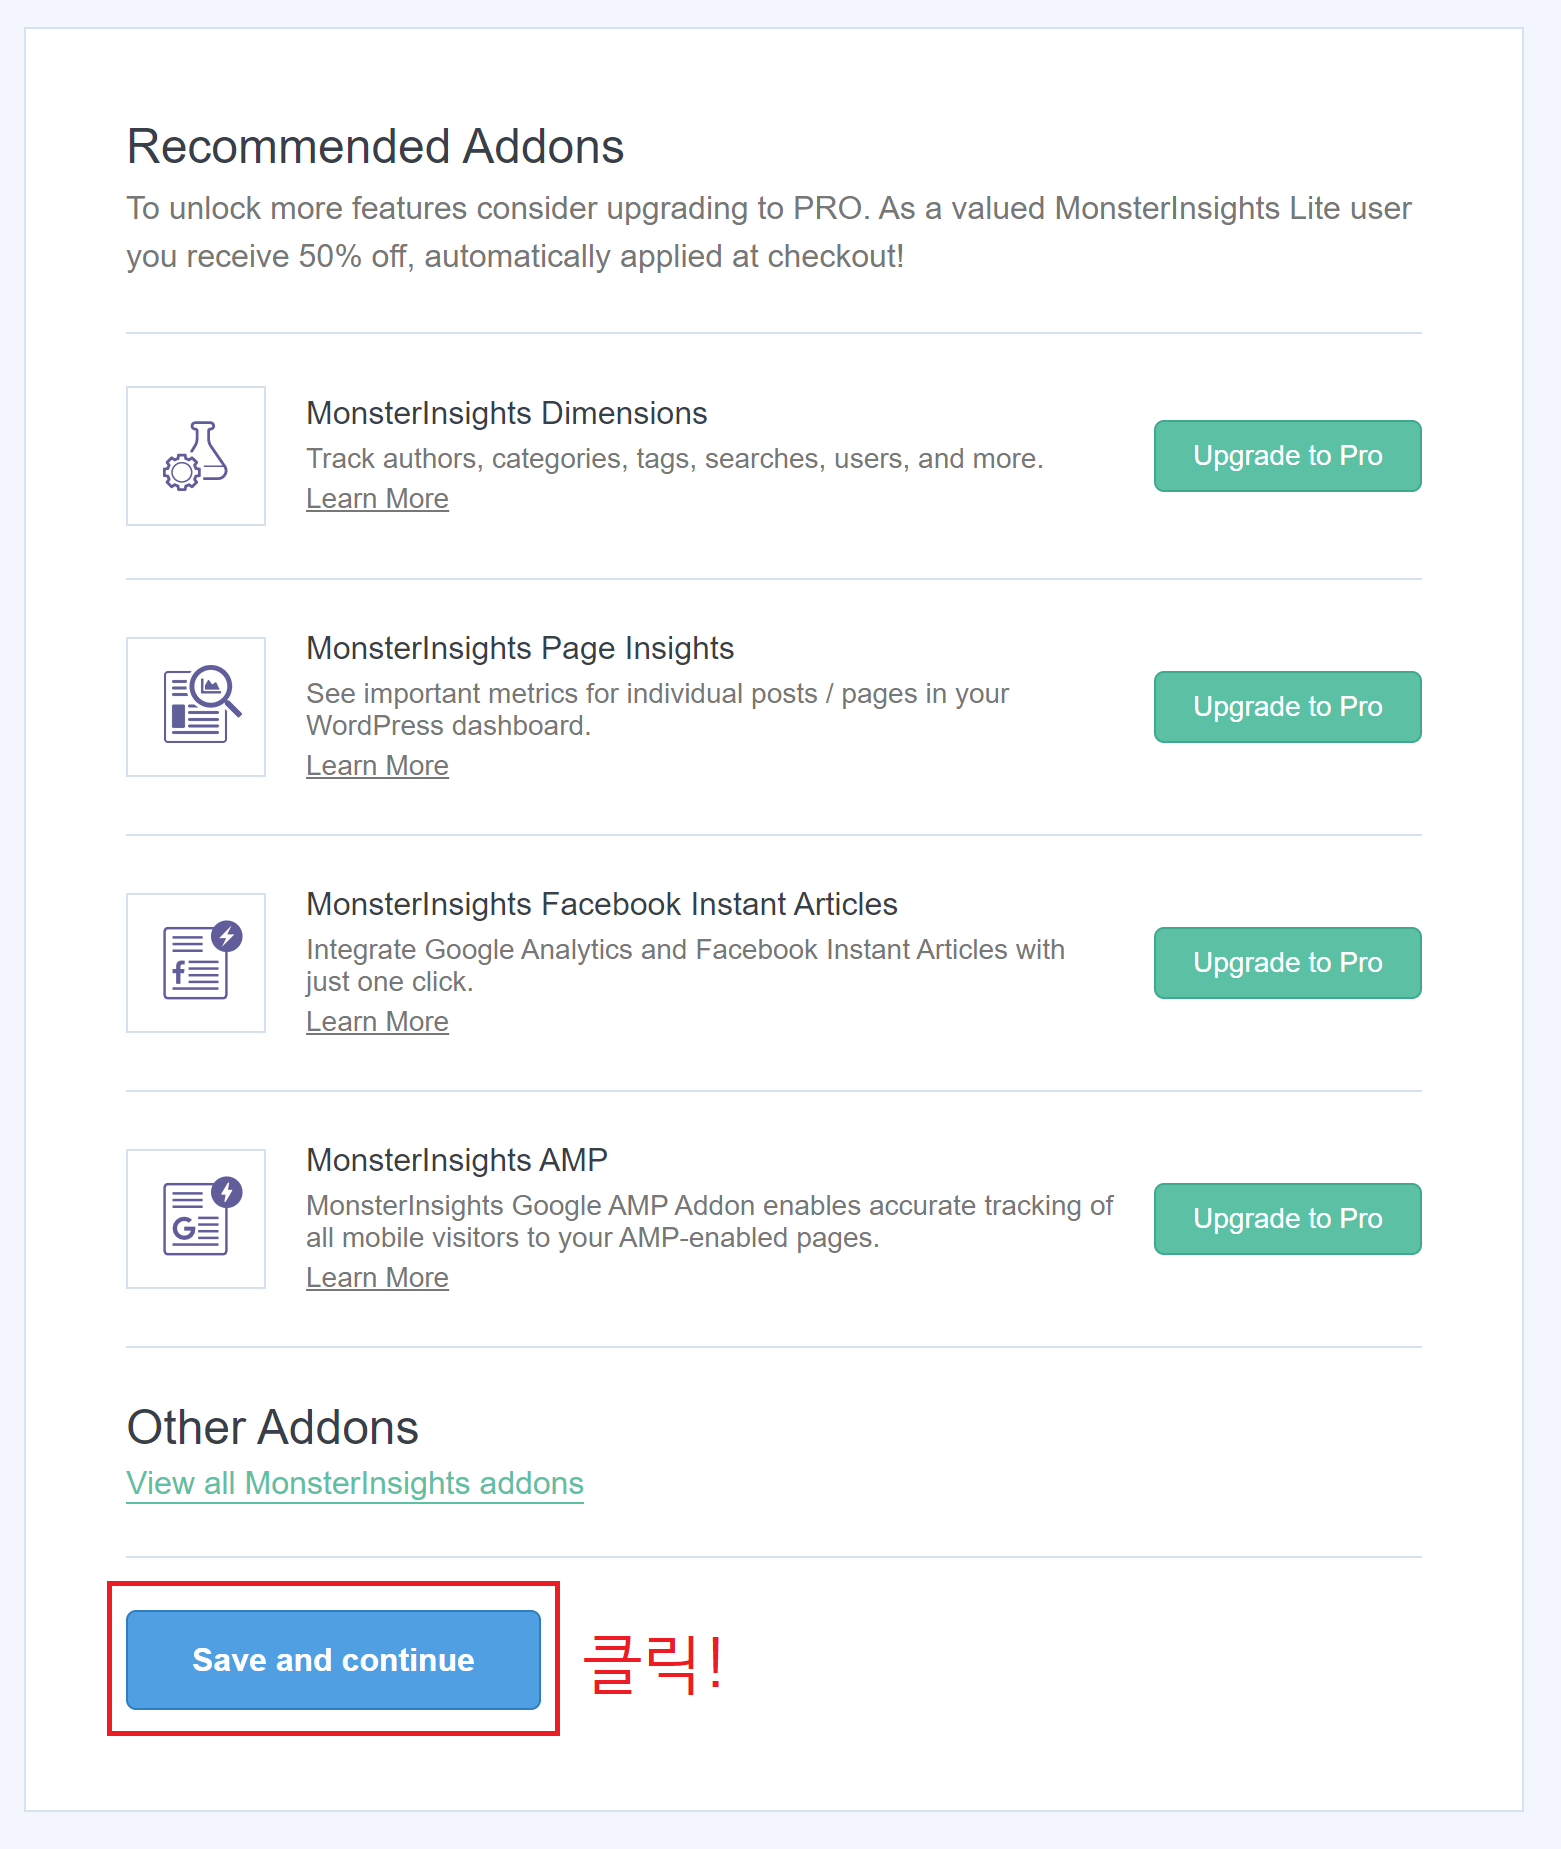 Recommended Addons
To unlock more features consider upgrading to PRO. As a valued MonsterInsights Lite user
you receive 50% off, automatically applied at checkout!
MonsterInsights Dimensions
Track authors, categories, tags, searches, users, and more.
Learn More
Upgrade to Pro
MonsterInsights Page Insights
See important metrics for individual posts / pages in your
WordPress dashboard.
Learn More
Upgrade to Pro
MonsterInsights Facebook Instant Articles
Integrate Google Analytics and Facebook Instant Articles with
just one click.
Learn More
Upgrade to Pro
MonsterInsights AMP
MonsterInsights Google AMP Addon enables accurate tracking of
all mobile visitors to your AMP-enabled pages.
Learn More
Upgrade to Pro
Other Addons
View all MonsterInsights addons
Save and continue 클릭!